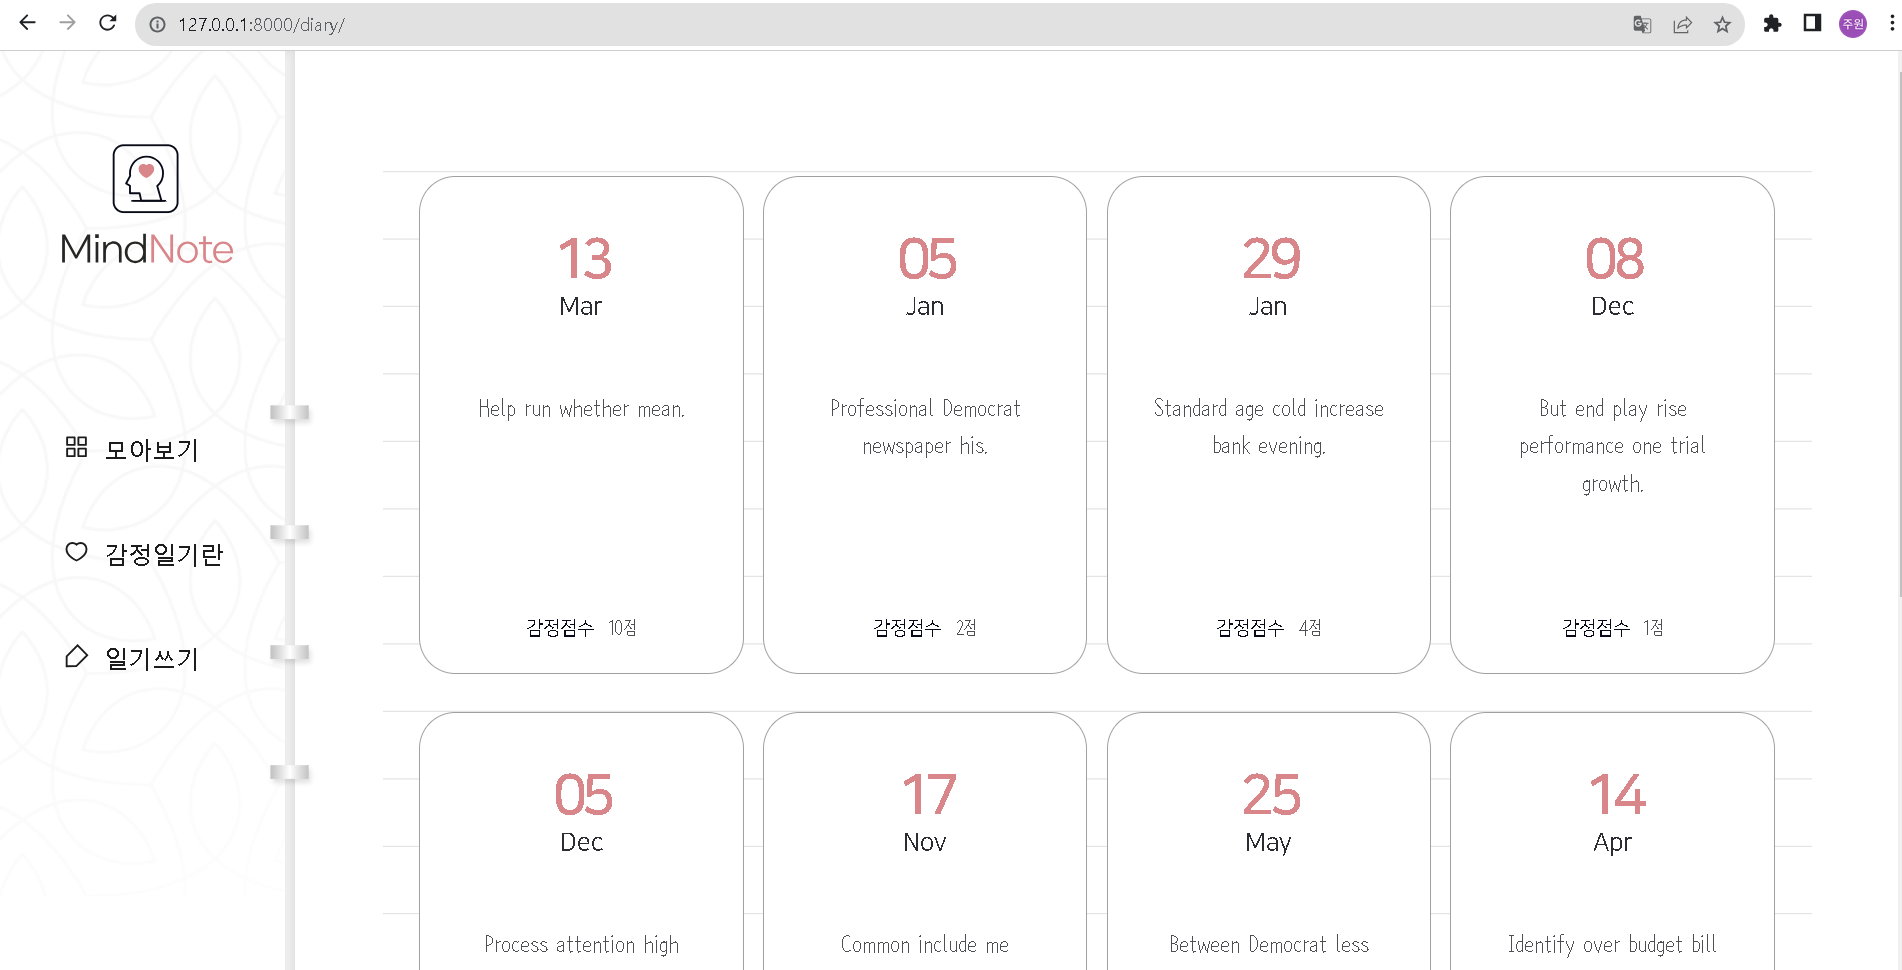 127.0.0.1:8000/diary/
주원
MindNote
모아보기
감정일기란
일기쓰기
13
Mar
Help run whether mean.
감정점수 10점
05
Jan
Professional Democrat
newspaper his.
감정점수 2점
29
Jan
Standard age cold increase
bank evening.
감정점수 4점
08
Dec
But end play rise
performance one trial
growth.
감정점수 1점
05
Dec
Process attention high
17
Nov
Common include me
25
May
Between Democrat less
14
Apr
Identify over budget bill